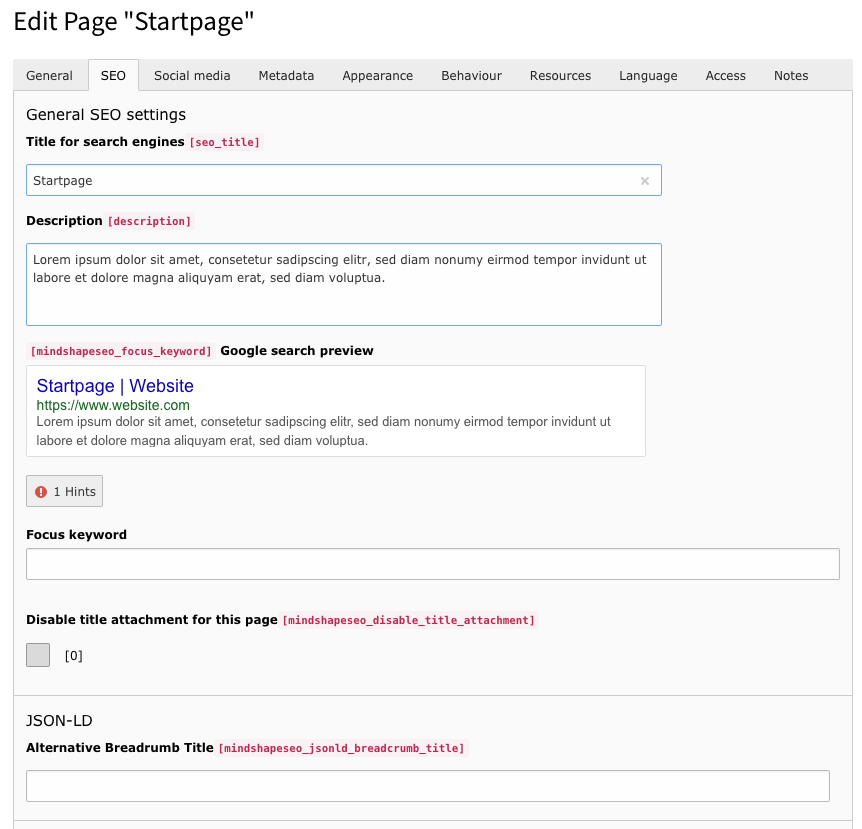 Edit Page "Startpage"
General SEO Social media Metadata Appearance Behaviour Resources Language Access Notes
General SEO settings
Title for search engines [seo_title]
Startpage ×
Description [description]
Lorem ipsum dolor sit amet, consetetur sadipscing elitr, sed diam nonumy eirmod tempor invidunt ut
labore et dolore magna aliquyam erat, sed diam voluptua.
[mindshapeseo_focus_keyword] Google search preview
Startpage | Website
https://www.website.com
Lorem ipsum dolor sit amet, consetetur sadipscing elitr, sed diam nonumy eirmod tempor invidunt ut
labore et dolore magna aliquyam erat, sed diam voluptua.
1 Hints
Focus keyword
Disable title attachment for this page [mindshapeseo_disable_title_attachment]
[0]
JSON-LD
Alternative Breadrumb Title [mindshapeseo_jsonld_breadcrumb_title]